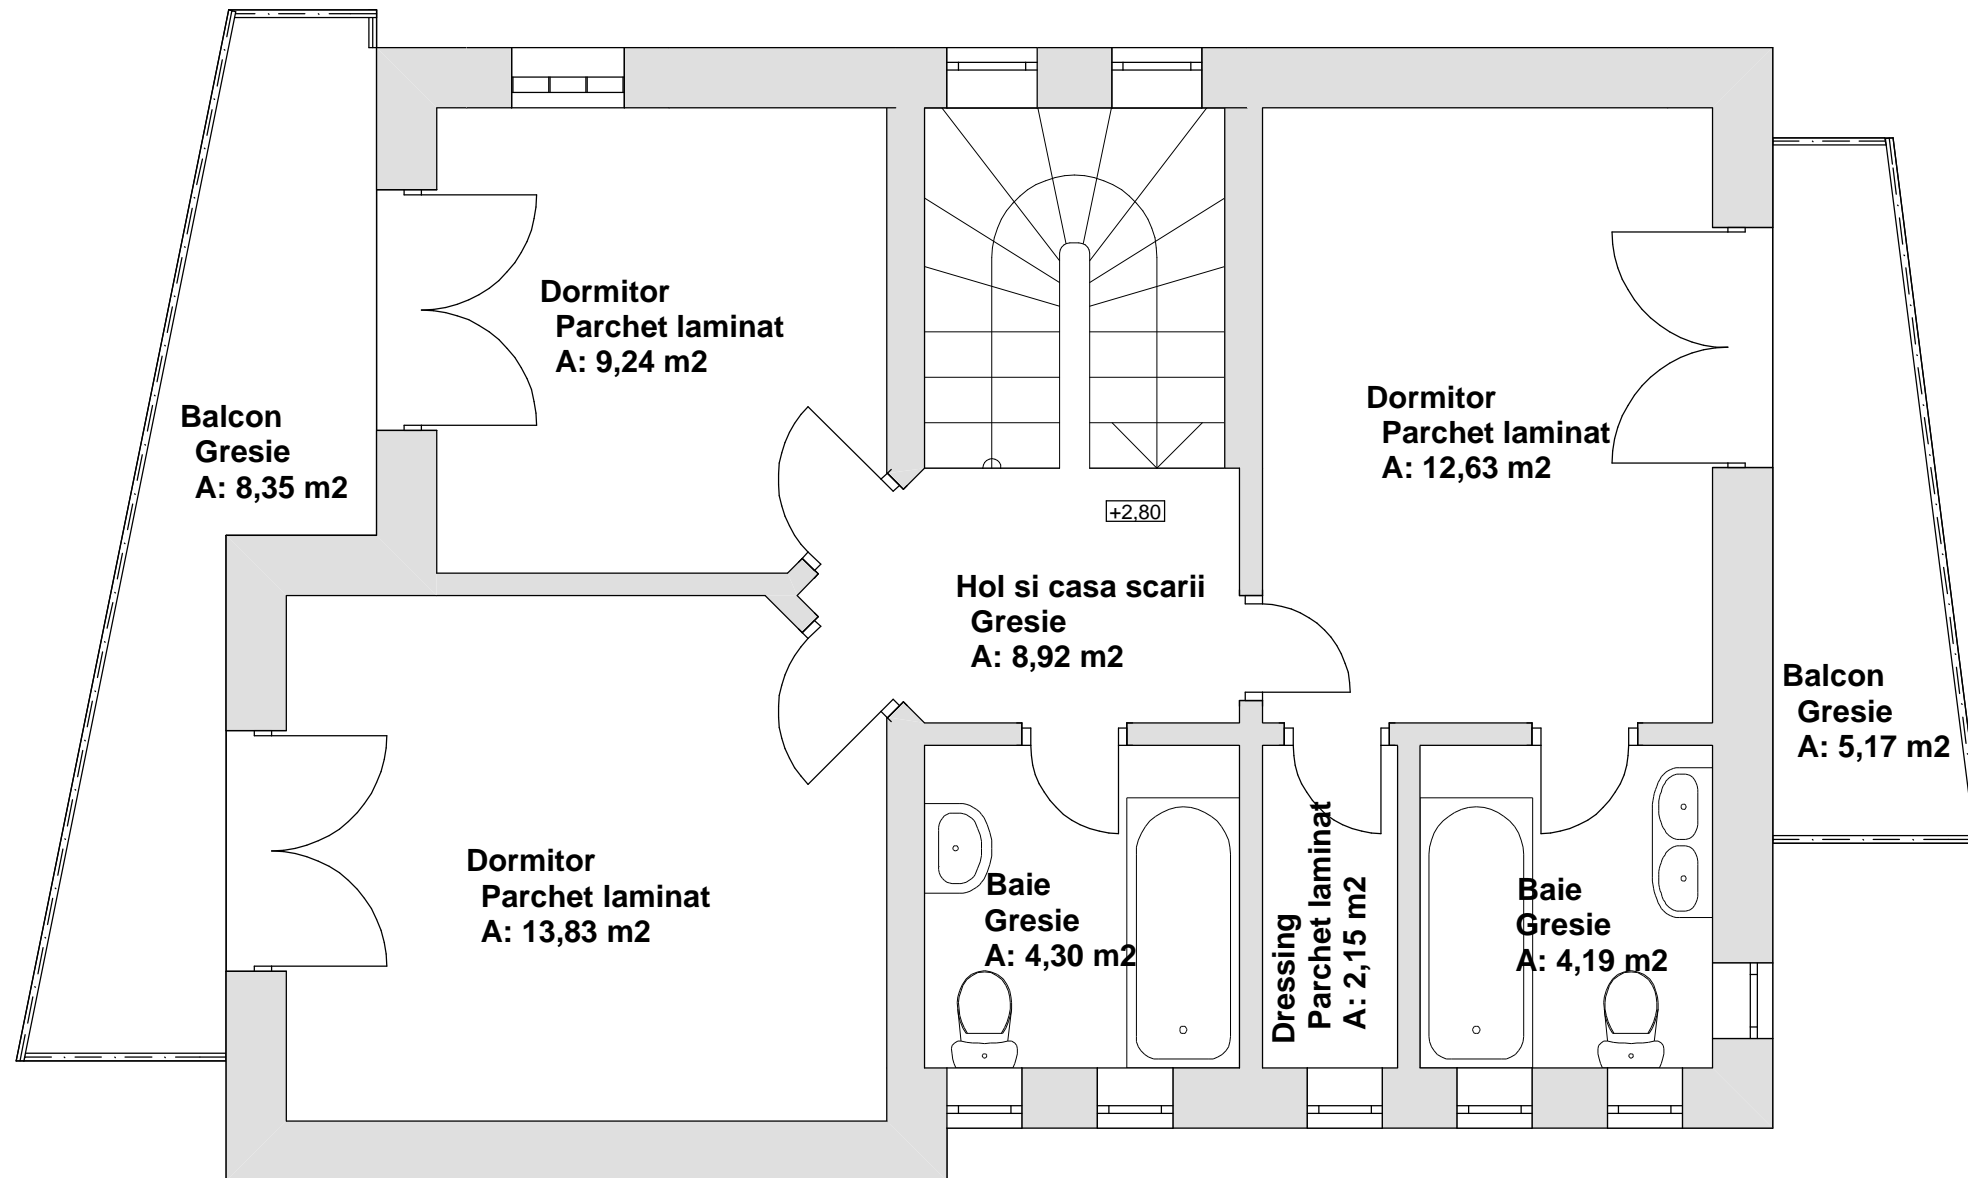 Dormitor
Parchet laminat
A: 9,24 m2
Balcon
Gresie
A: 8,35 m2
Dormitor
Parchet laminat
A: 12,63 m2
+2,80
Hol si casa scarii
Gresie
A: 8,92 m2
Balcon
Gresie
A: 5,17 m2
Dormitor
Parchet laminat
A: 13,83 m2
Baie
Gresie
A: 4,30 m2
Dressing
Parchet laminat
A: 2,15 m2
Baie
Gresie
A: 4,19 m2